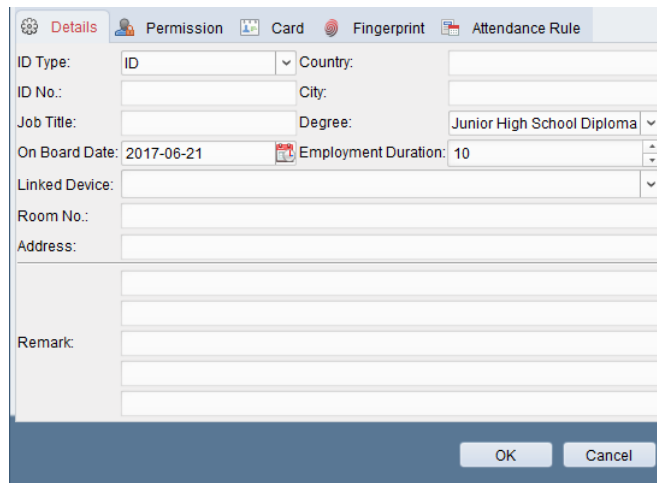 Details Permission Card Fingerprint Attendance Rule
ID Type: ID Country:
ID No.: City:
Job Title: Degree: Junior High School Diploma
On Board Date: 2017-06-21 Employment Duration: 10
Linked Device:
Room No.:
Address:
Remark:
OK Cancel